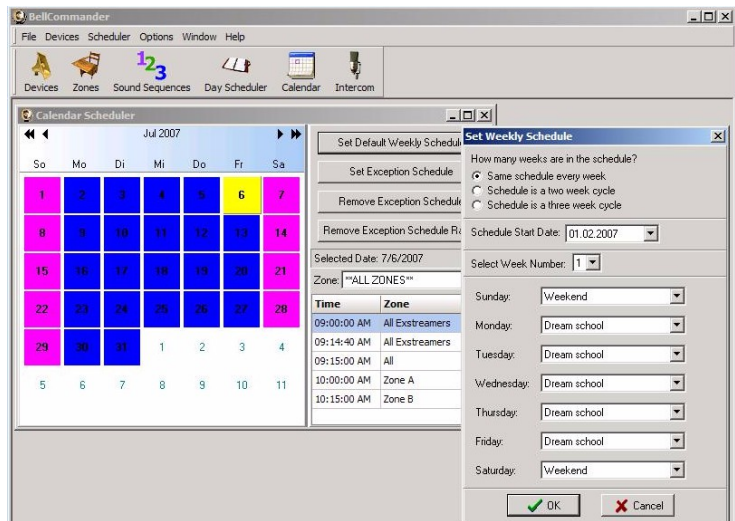 BellCommander
File Devices Scheduler Options Window Help
123
Devices Zones Sound Sequences Day Scheduler Calendar Intercom
Calendar Scheduler
Jul 2007
So Mo Di Mi Do Fr Sa
1 2 3 4 5 6 7
8 9 10 11 12 13 14
15 16 17 18 19 20 21
22 23 24 25 26 27 28
29 30 31 1 2 3 4
5 6 7 8 9 10 11
Set Default Weekly Schedul
Set Exception Schedule
Remove Exception Schedule
Remove Exception Schedule Ra
Selected Date: 7/6/2007
Zone: **ALL ZONES**
Time Zone
09:00:00 AM All Exstreamers
09:14:40 AM All Exstreamers
09:15:00 AM All
10:00:00 AM Zone A
10:15:00 AM Zone B
Set Weekly Schedule
How many weeks are in the schedule?
Same schedule every week
Schedule is a two week cycle
Schedule is a three week cycle
Schedule Start Date: 01.02.2007
Select Week Number: 1
Sunday: Weekend
Monday: Dream school
Tuesday: Dream school
Wednesday: Dream school
Thursday: Dream school
Friday: Dream school
Saturday: Weekend
OK Cancel